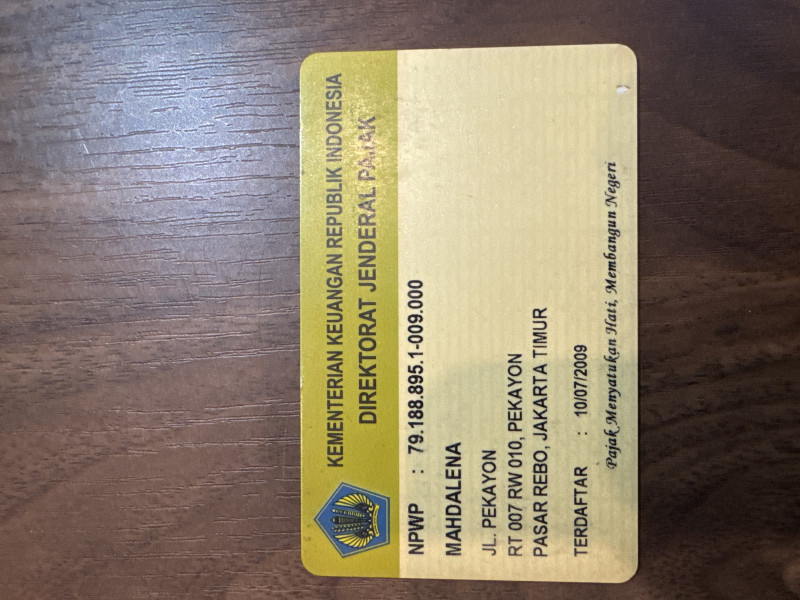 KEMENTERIAN KEUANGAN REPUBLIK INDONESIA
DIREKTORAT JENDERAL PAJAK
NPWP : 79.188.895.1-009.000
MAHDALENA
JL. PEKAYON
RT 007 RW 010, PEKAYON
PASAR REBO, JAKARTA TIMUR
TERDAFTAR : 10/07/2009
Pajak Menyatukan Hati, Membangun Negeri